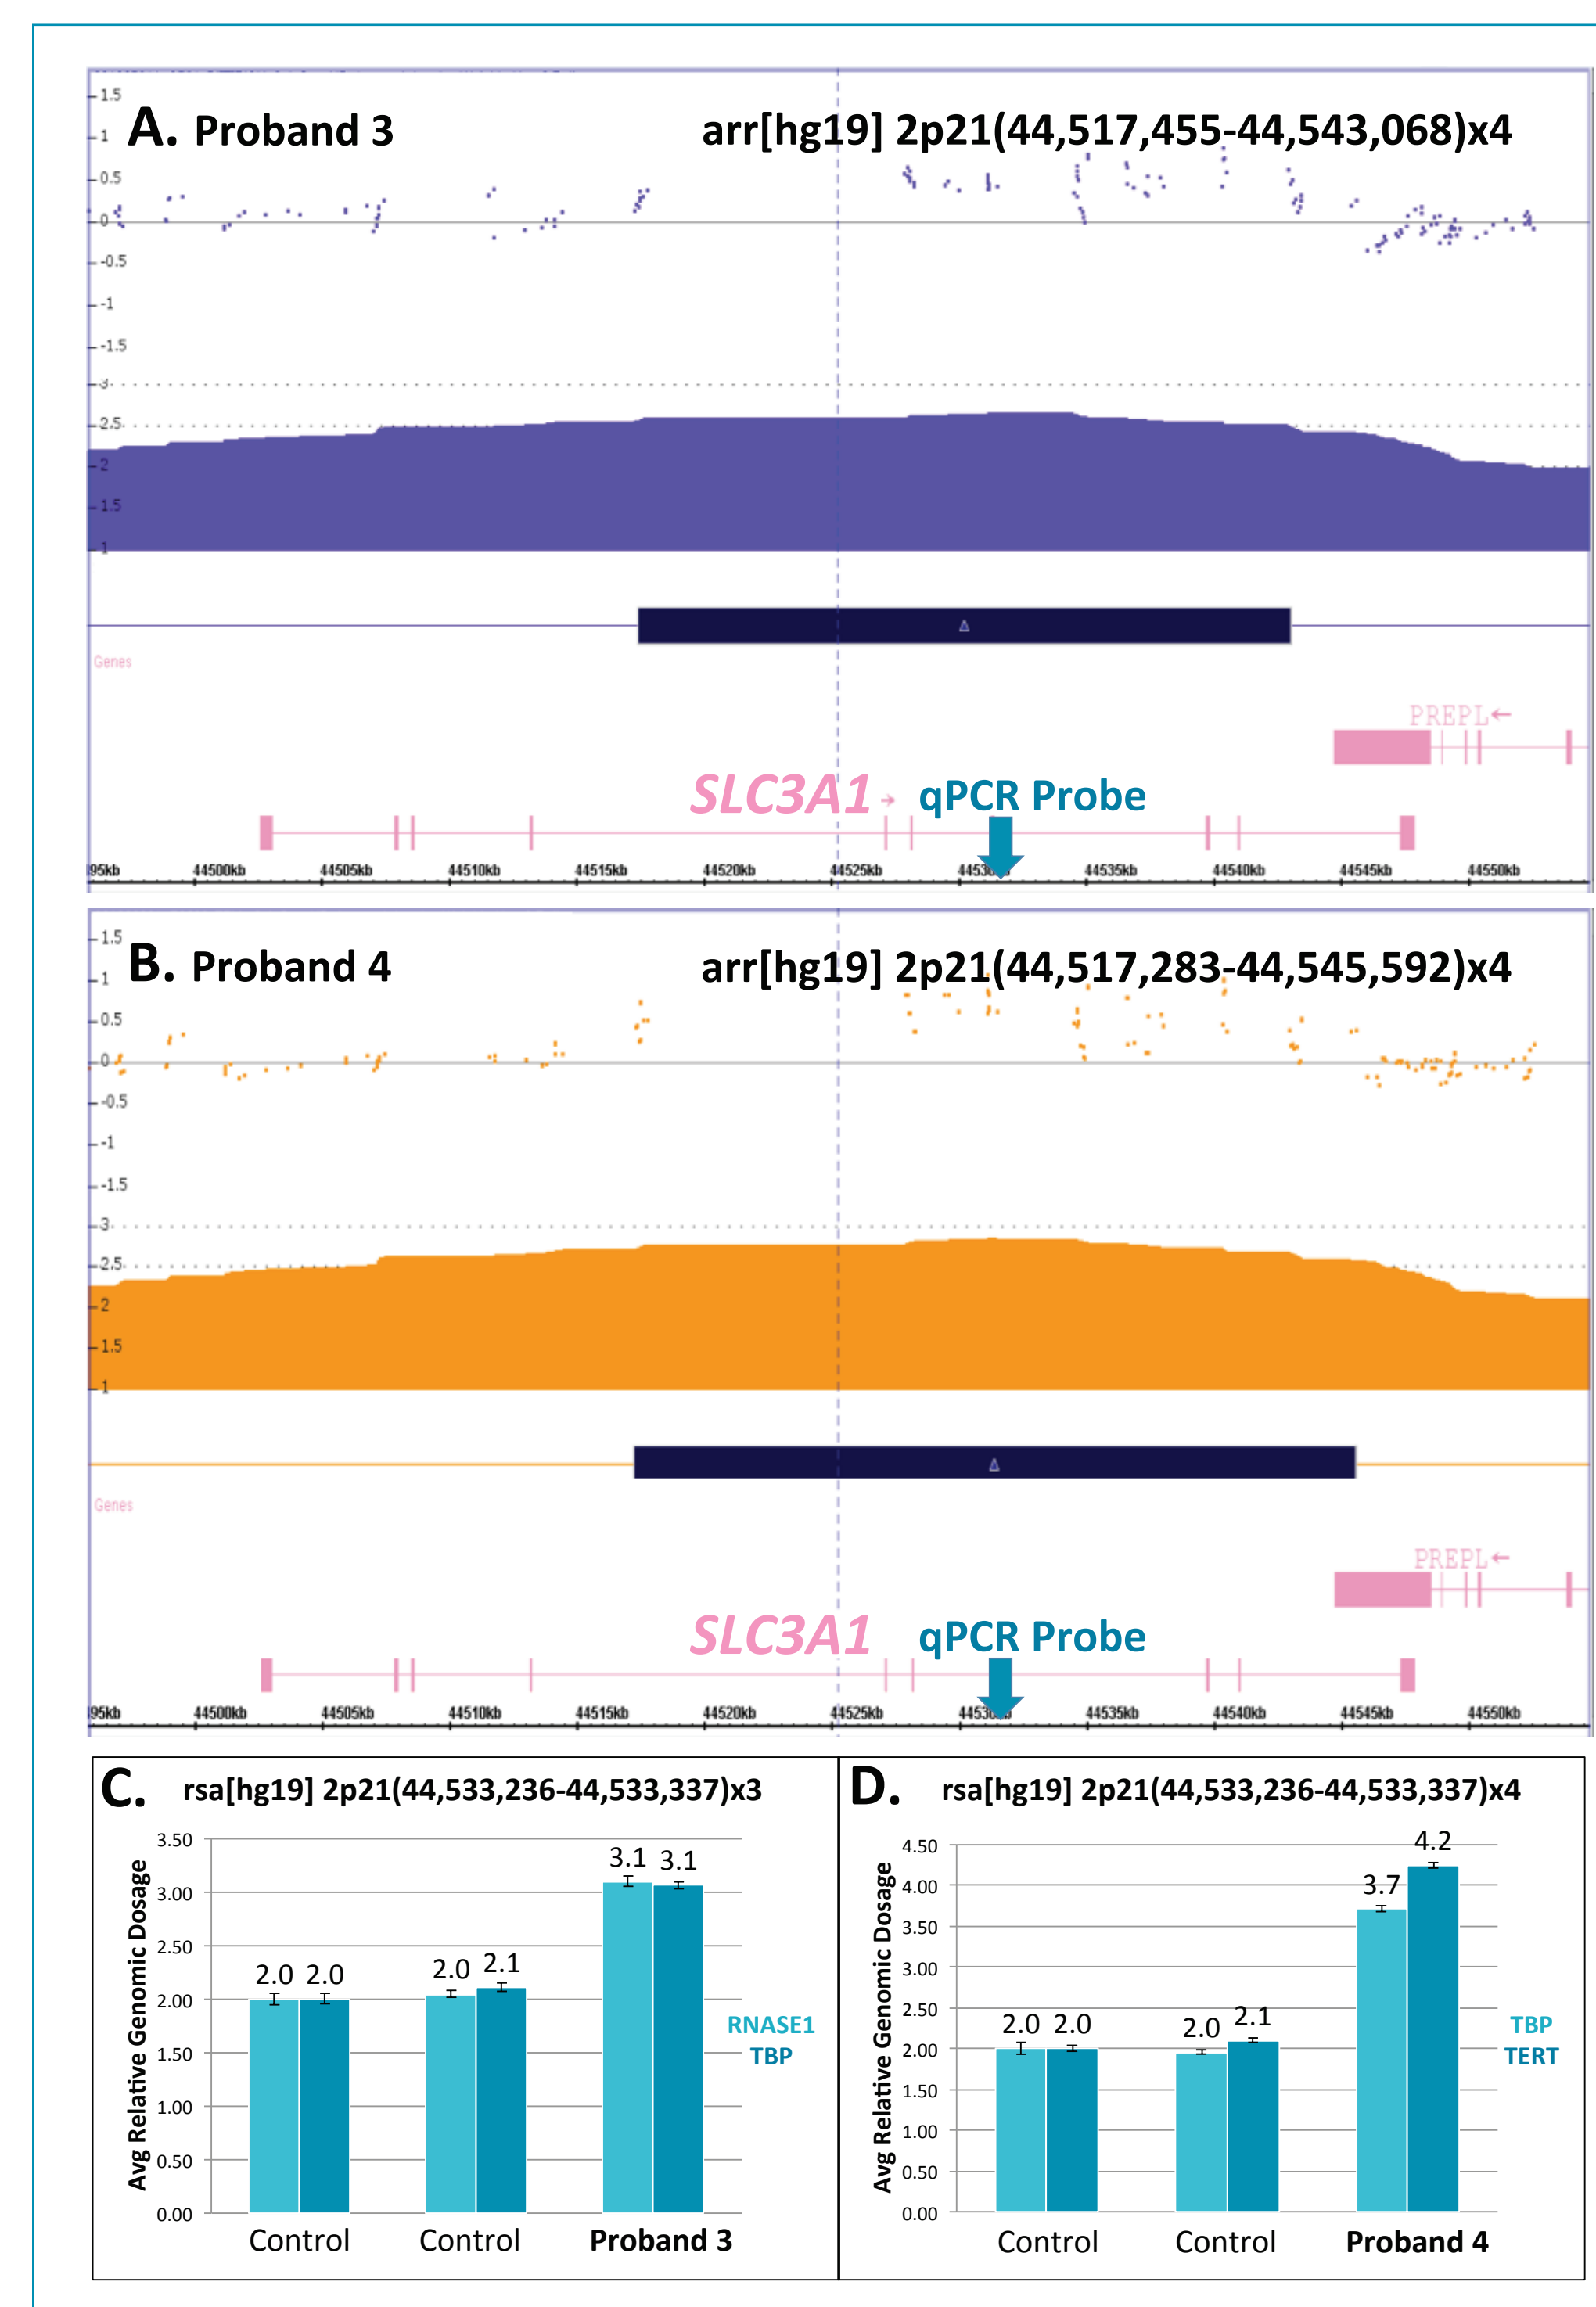 A. Proband 3
arr[hg19] 2p21(44,517,455-44,543,068)x4
1.5
1
0.5
0
-0.5
-1
-1.5
3
2.5
2
1.5
1
Genes
PREPL←
SLC3A1→ qPCR Probe
95kb 44500kb 44505kb 44510kb 44515kb 44520kb 44525kb 44535kb 44540kb 44545kb 44550kb
B. Proband 4
arr[hg19] 2p21(44,517,283-44,545,592)x4
1.5
1
0.5
0
-0.5
-1
-1.5
3
2.5
2
1.5
1
Genes
PREPL←
SLC3A1 qPCR Probe
95kb 44500kb 44505kb 44510kb 44515kb 44520kb 44525kb 44535kb 44540kb 44545kb 44550kb
C. rsa[hg19] 2p21(44,533,236-44,533,337)x3
Avg Relative Genomic Dosage
3.50
3.00
2.50
2.00
1.50
1.00
0.50
0.00
2.0 2.0
2.0 2.1
3.1 3.1
RNASE1
TBP
Control Control Proband 3
D. rsa[hg19] 2p21(44,533,236-44,533,337)x4
Avg Relative Genomic Dosage
4.50
4.00
3.50
3.00
2.50
2.00
1.50
1.00
0.50
0.00
2.0 2.0
2.0 2.1
3.7 4.2
TBP
TERT
Control Control Proband 4